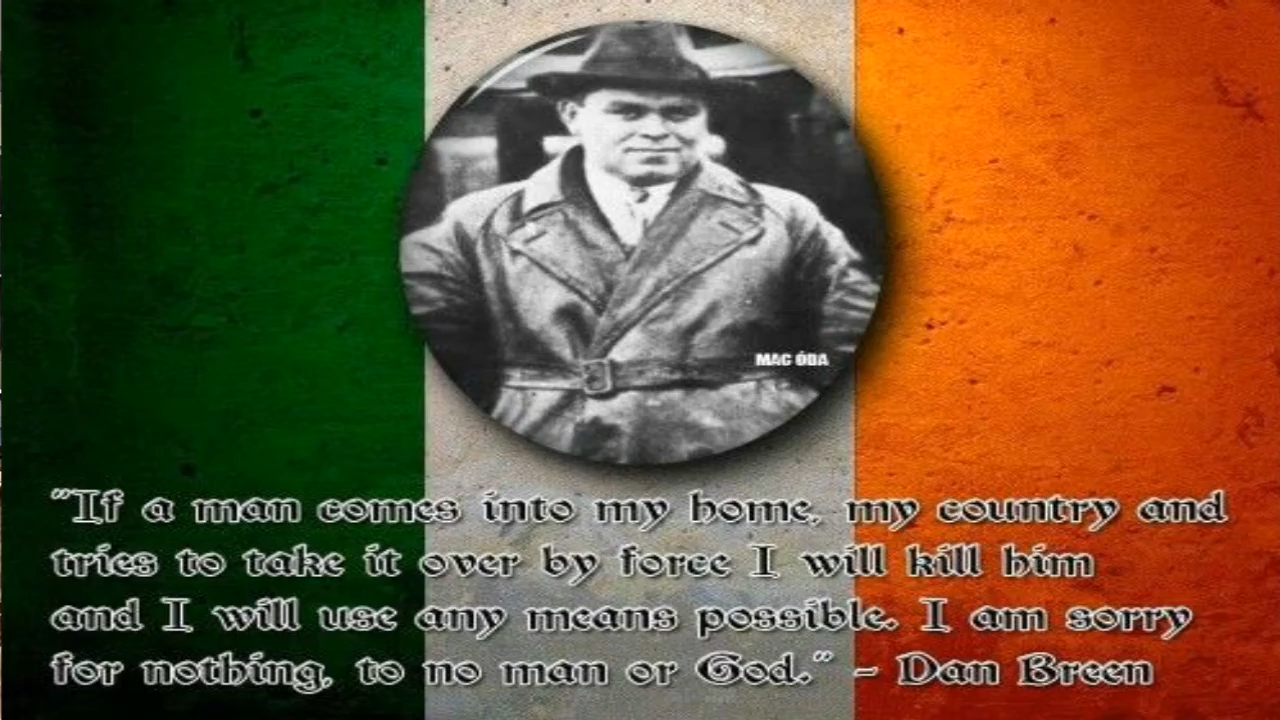 MAC ÓDA
"If a man comes into my home, my country and
tries to take it over by force I will kill him
and I will use any means possible. I am sorry
for nothing, to no man or God." - Dan Breen